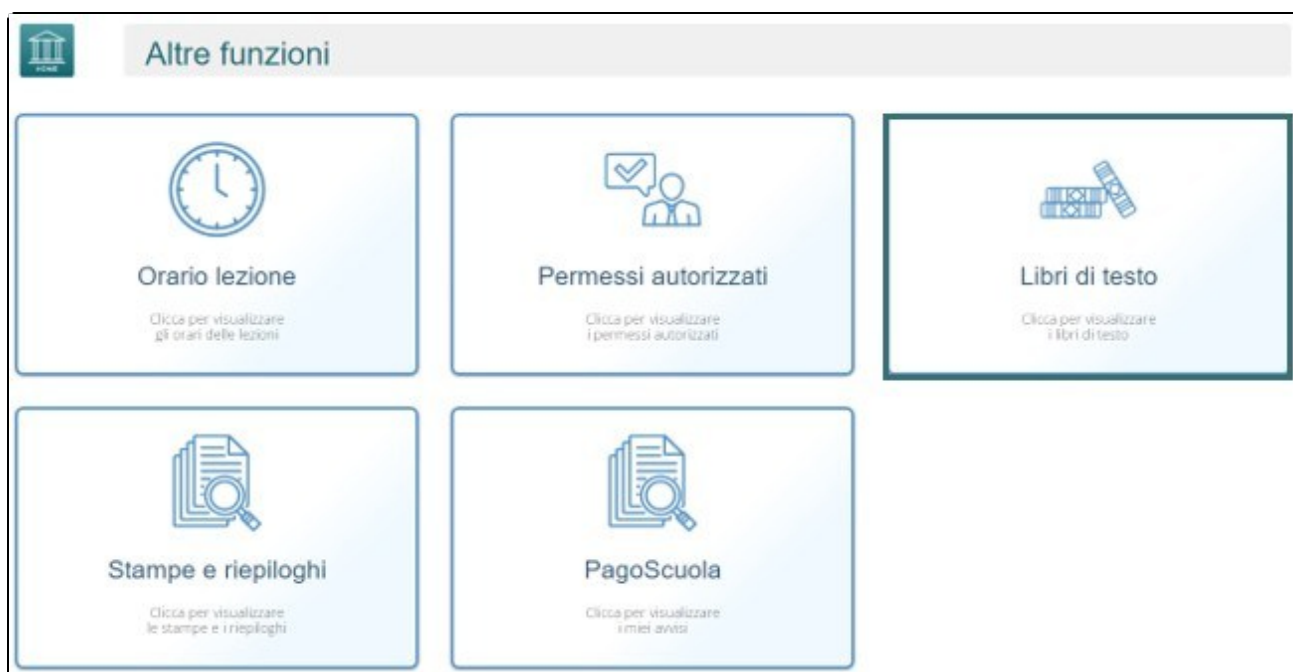 HOME
Altre funzioni
Orario lezione
Clicca per visualizzare
gli orari delle lezioni
Permessi autorizzati
Clicca per visualizzare
i permessi autorizzati
Libri di testo
Clicca per visualizzare
i libri di testo
Stampe e riepiloghi
Clicca per visualizzare
le stampe e i riepiloghi
PagoScuola
Clicca per visualizzare
i miei avvisi